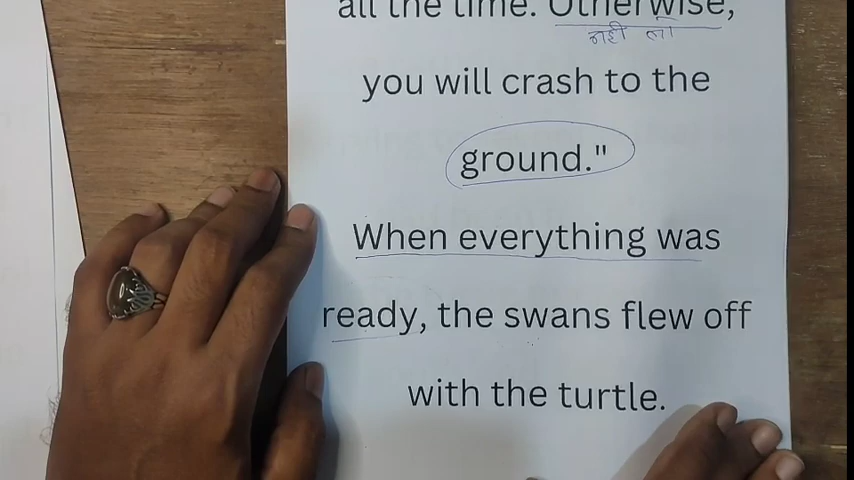 all the time. Otherwise,
नही तो
you will crash to the
ground."
When everything was
ready, the swans flew off
with the turtle.